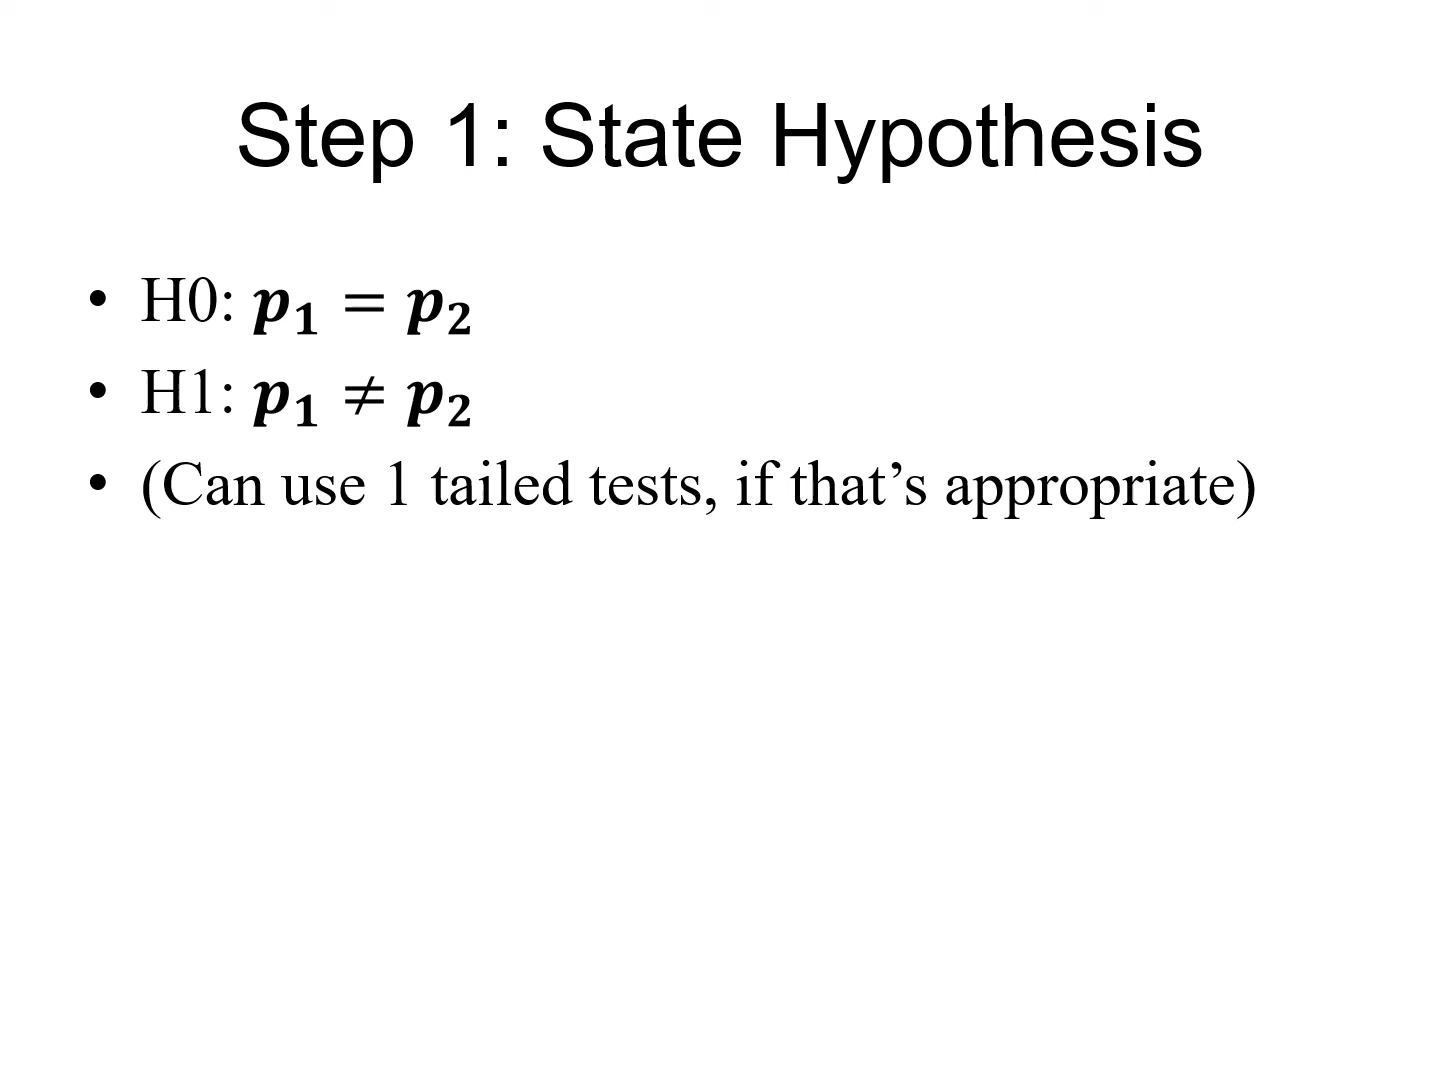 Step 1: State Hypothesis
• H0: p₁ = p₂
• H1: p₁ ≠ p₂
• (Can use 1 tailed tests, if that’s appropriate)